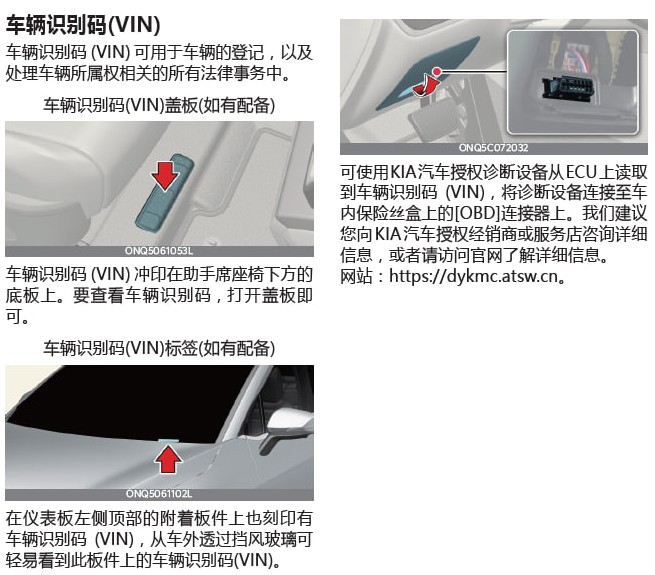 车辆识别码(VIN)
车辆识别码 (VIN) 可用于车辆的登记，以及
处理车辆所属权相关的所有法律事务中。
车辆识别码(VIN)盖板(如有配备)
ONQ5061053L
车辆识别码 (VIN) 冲印在助手席座椅下方的
底板上。要查看车辆识别码，打开盖板即
可。
车辆识别码(VIN)标签(如有配备)
ONQ5061102L
在仪表板左侧顶部的附着板件上也刻印有
车辆识别码 (VIN)，从车外透过挡风玻璃可
轻易看到此板件上的车辆识别码(VIN)。
ONQ5C072032
可使用KIA汽车授权诊断设备从ECU上读取
到车辆识别码 (VIN)，将诊断设备连接至车
内保险丝盒上的[OBD]连接器上。我们建议
您向KIA汽车授权经销商或服务店咨询详细
信息，或者请访问官网了解详细信息。
网站：https://dykmc.atsw.cn。